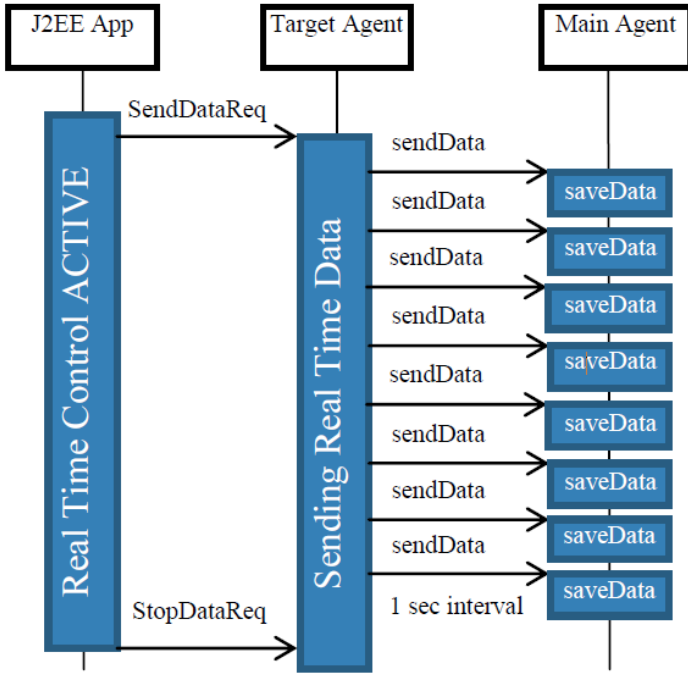 J2EE App
Target Agent
Main Agent
SendDataReq
sendData
saveData
sendData
saveData
sendData
saveData
sendData
saveData
sendData
saveData
sendData
saveData
sendData
saveData
sendData
saveData
Real Time Control ACTIVE
Sending Real Time Data
StopDataReq
1 sec interval